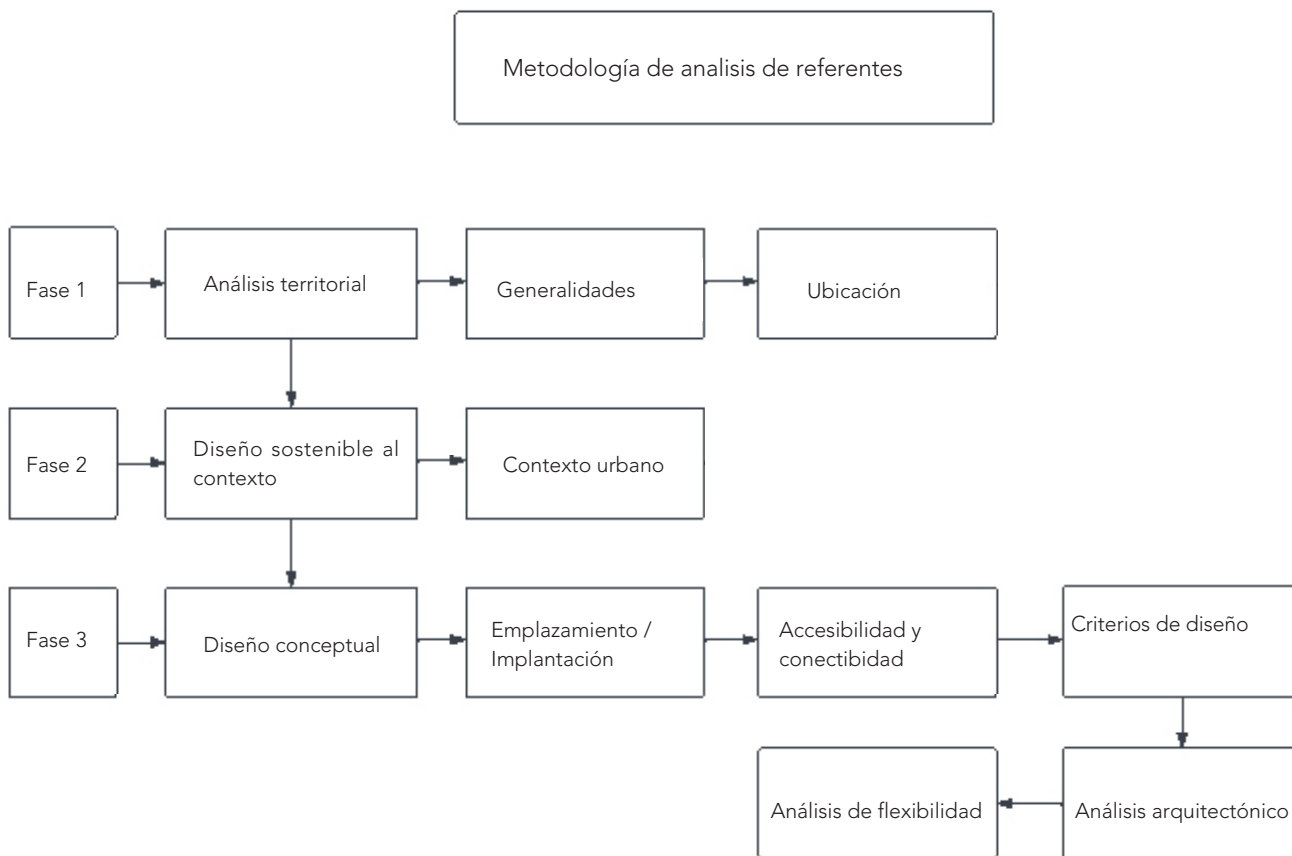 Metodología de analisis de referentes
Fase 1
Análisis territorial
Generalidades
Ubicación
Fase 2
Diseño sostenible al
contexto
Contexto urbano
Fase 3
Diseño conceptual
Emplazamiento /
Implantación
Accesibilidad y
conectibidad
Criterios de diseño
Análisis de flexibilidad
Análisis arquitectónico